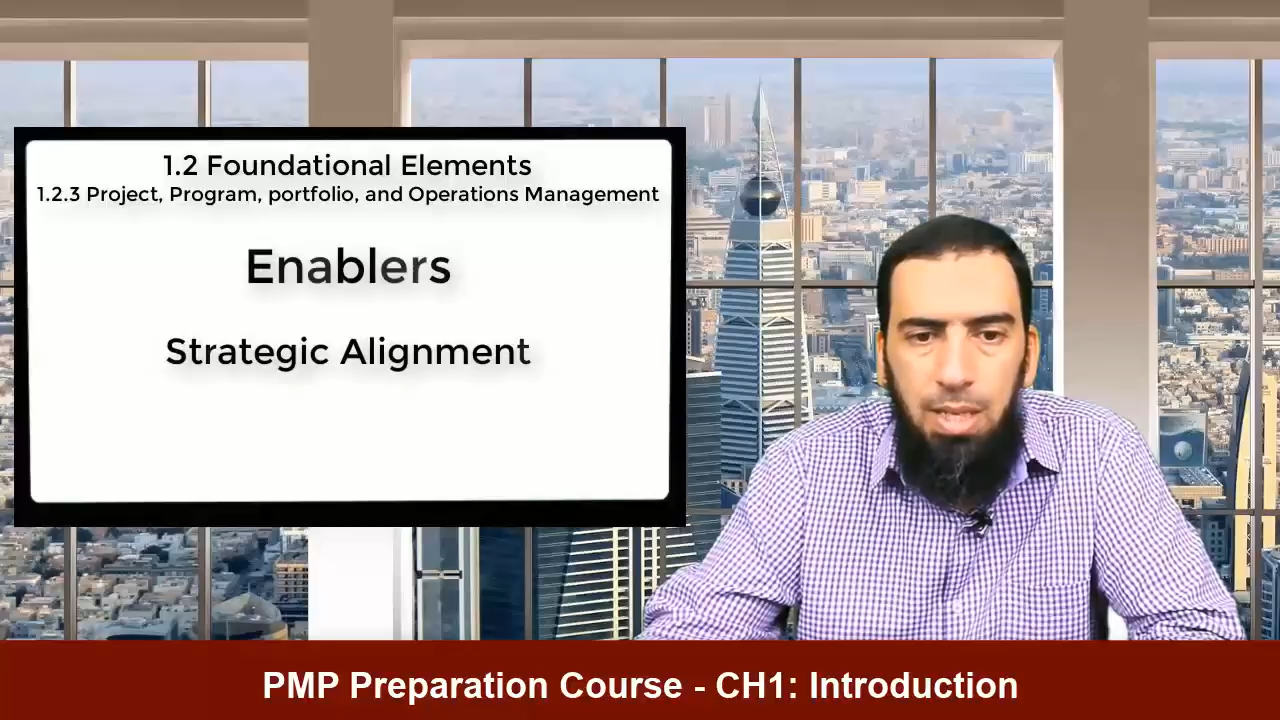 1.2 Foundational Elements
1.2.3 Project, Program, portfolio, and Operations Management
Enablers
Strategic Alignment
PMP Preparation Course - CH1: Introduction